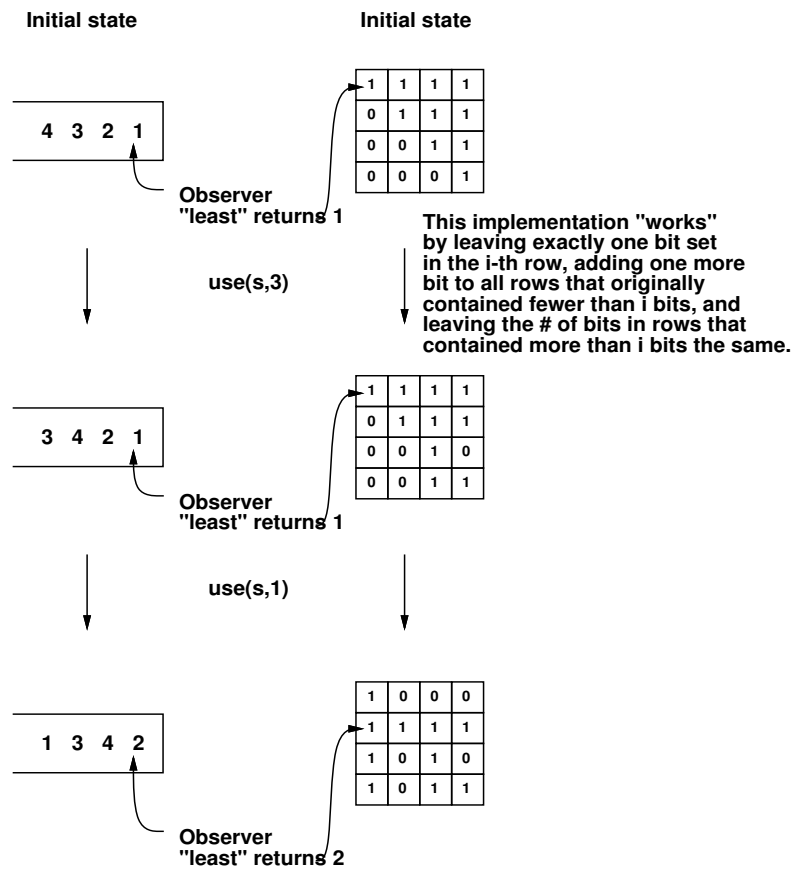 Initial state Initial state
1 1 1 1
0 1 1 1
4 3 2 1
0 0 1 1
0 0 0 1
Observer
"least" returns 1
This implementation "works"
by leaving exactly one bit set
in the i-th row, adding one more
bit to all rows that originally
contained fewer than i bits, and
leaving the # of bits in rows that
contained more than i bits the same.
use(s,3)
1 1 1 1
0 1 1 1
3 4 2 1
0 0 1 0
0 0 1 1
Observer
"least" returns 1
use(s,1)
1 0 0 0
1 1 1 1
1 3 4 2
1 0 1 0
1 0 1 1
Observer
"least" returns 2